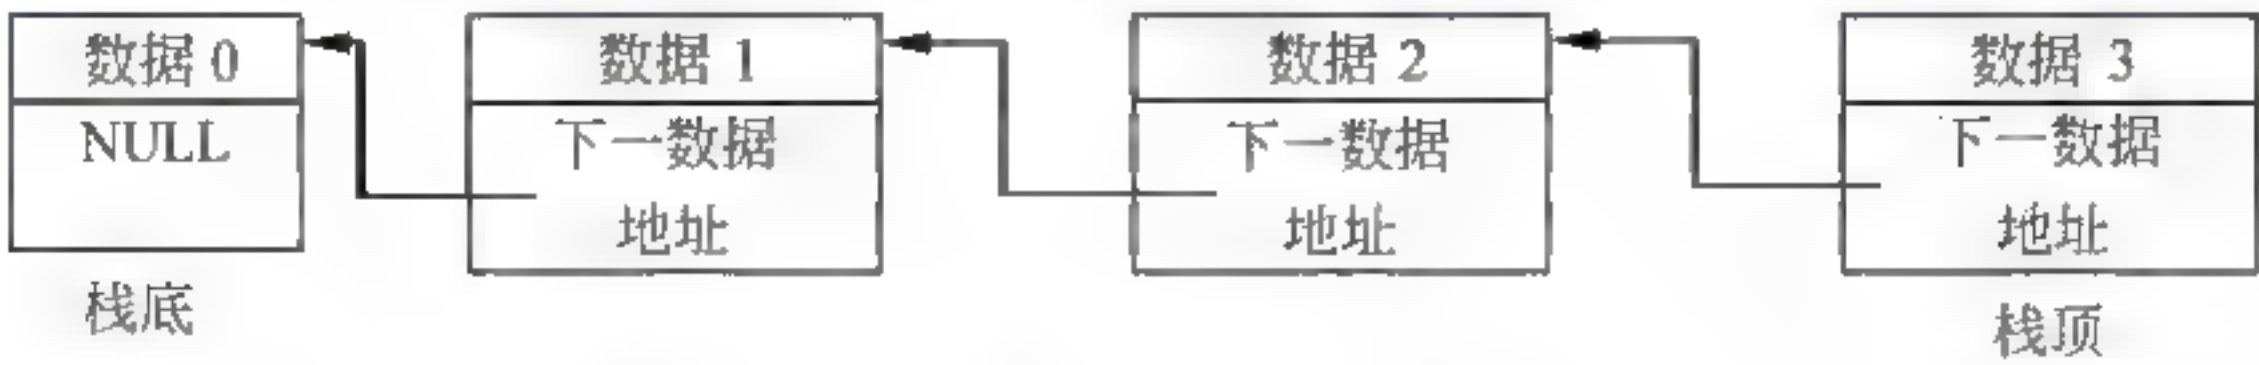 数据 0
NULL
栈底
数据 1
下一数据
地址
数据 2
下一数据
地址
数据 3
下一数据
地址
栈顶